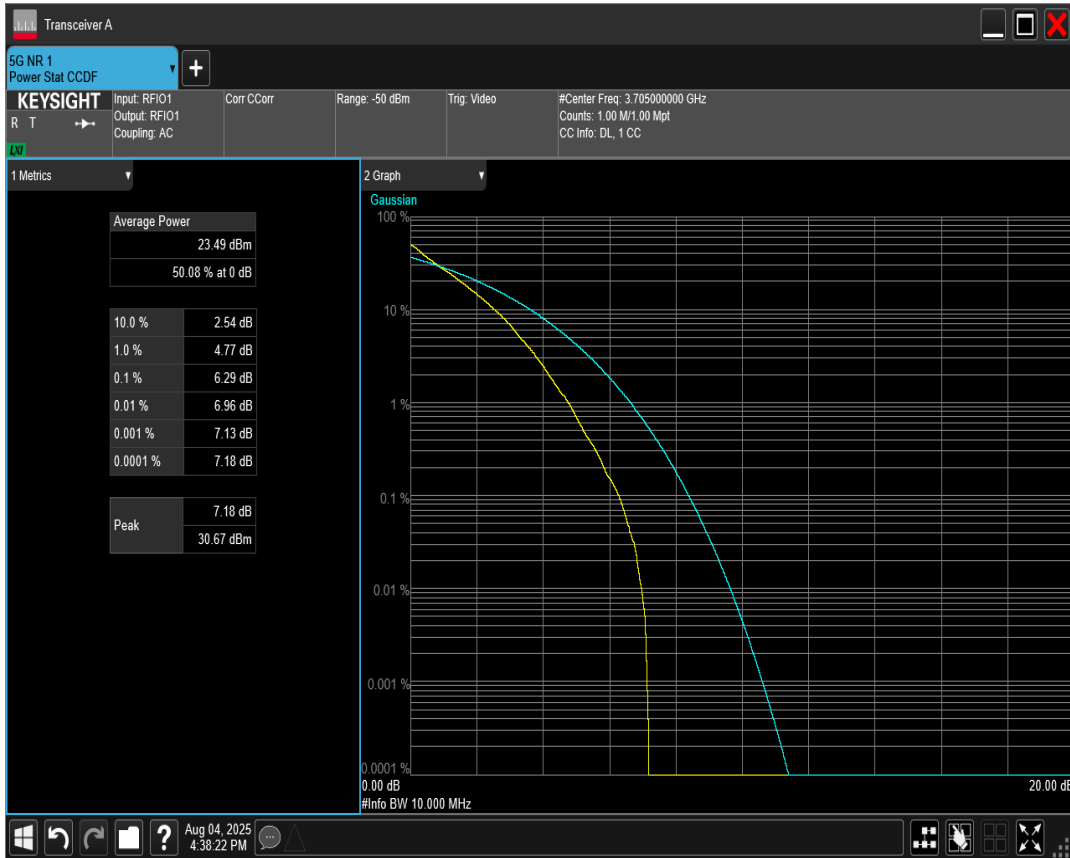 Transceiver A
5G NR 1
Power Stat CCDF
KEYSIGHT
R T
LXI
Input: RFIO1
Output: RFIO1
Coupling: AC
Corr CCorr
Range: -50 dBm
Trig: Video
#Center Freq: 3.705000000 GHz
Counts: 1.00 M/1.00 Mpt
CC Info: DL, 1 CC
1 Metrics
Average Power
23.49 dBm
50.08 % at 0 dB
10.0 % 2.54 dB
1.0 % 4.77 dB
0.1 % 6.29 dB
0.01 % 6.96 dB
0.001 % 7.13 dB
0.0001 % 7.18 dB
Peak
7.18 dB
30.67 dBm
2 Graph
Gaussian
100 %
10 %
1 %
0.1 %
0.01 %
0.001 %
0.0001 %
0.00 dB
20.00 dB
#Info BW 10.000 MHz
?
Aug 04, 2025
4:38:22 PM